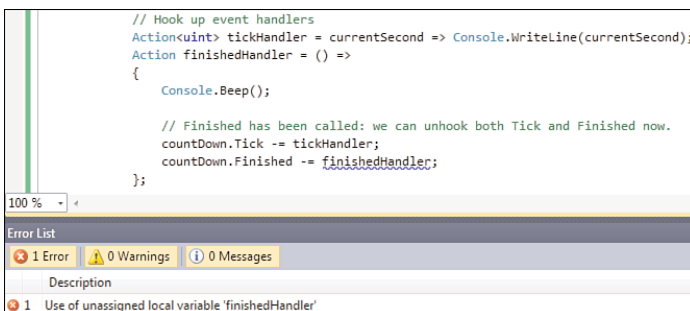 // Hook up event handlers
Action<uint> tickHandler = currentSecond => Console.WriteLine(currentSecond);
Action finishedHandler = () =>
{
Console.Beep();
// Finished has been called: we can unhook both Tick and Finished now.
countDown.Tick -= tickHandler;
countDown.Finished -= finishedHandler;
};
100 %
Error List
1 Error 0 Warnings 0 Messages
Description
1 Use of unassigned local variable 'finishedHandler'